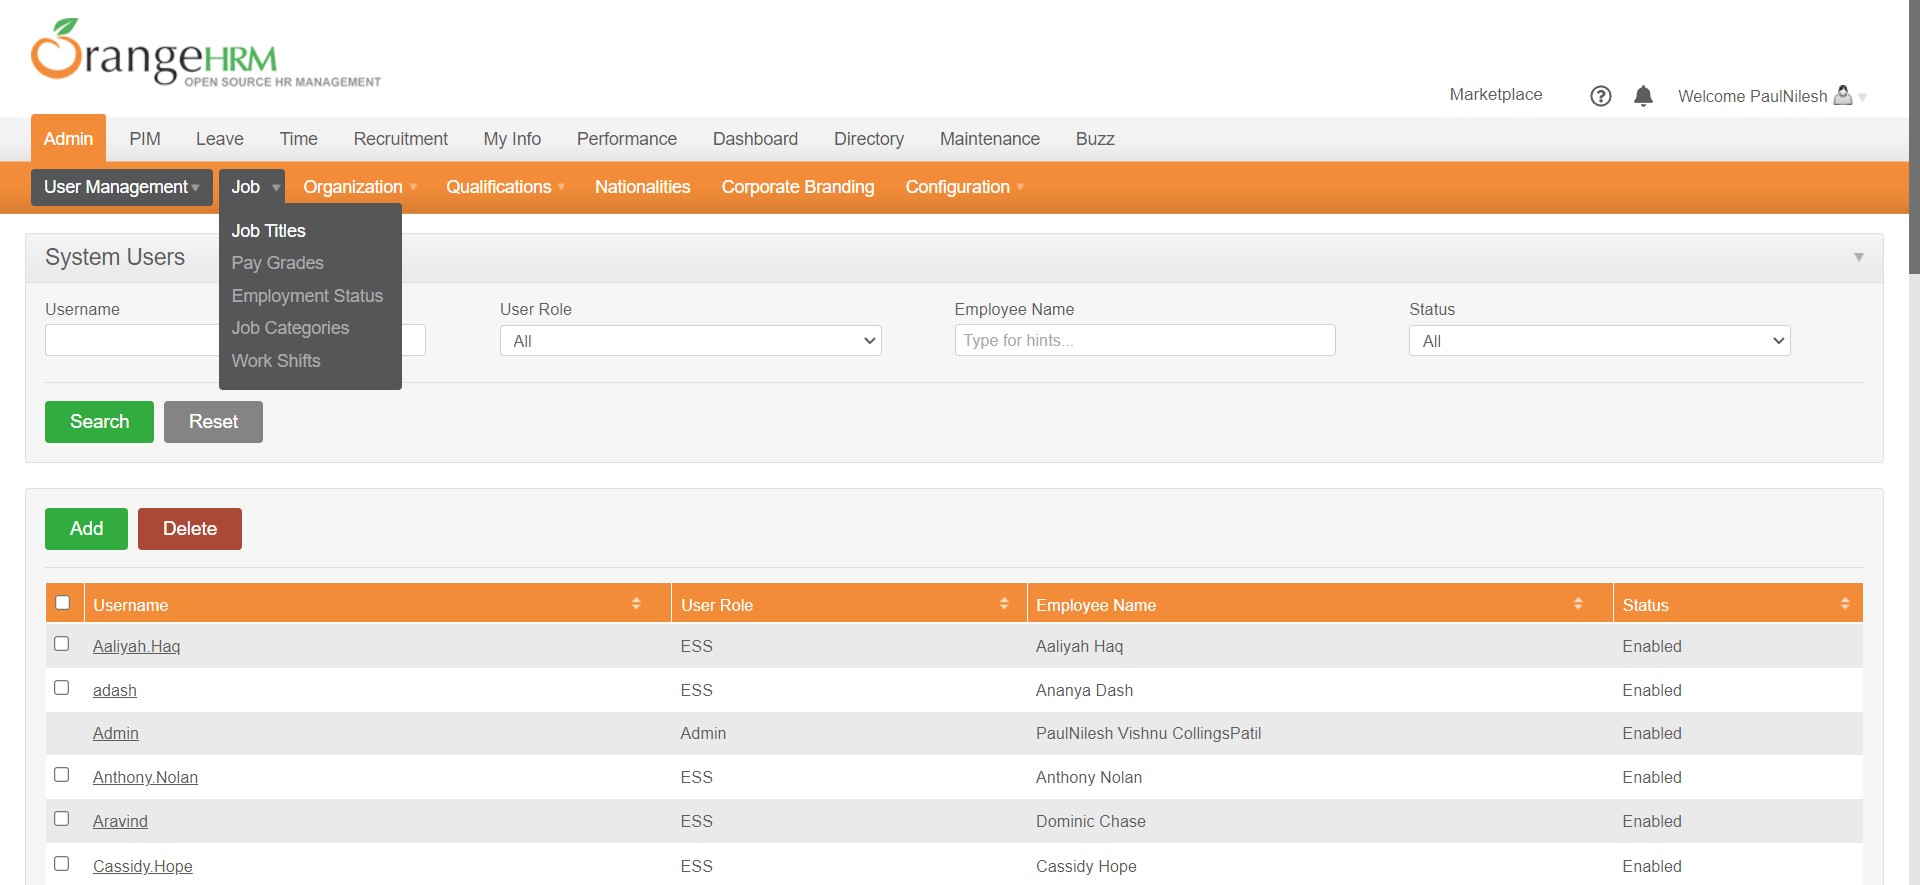 OrangeHRM
OPEN SOURCE HR MANAGEMENT
Marketplace
Welcome PaulNilesh
Admin PIM Leave Time Recruitment My Info Performance Dashboard Directory Maintenance Buzz
User Management Job Organization Qualifications Nationalities Corporate Branding Configuration
Job Titles
Pay Grades
Employment Status
Job Categories
Work Shifts
System Users
Username User Role Employee Name Status
All Type for hints... All
Search Reset
Add Delete
Username User Role Employee Name Status
Aaliyah.Haq ESS Aaliyah Haq Enabled
adash ESS Ananya Dash Enabled
Admin Admin PaulNilesh Vishnu CollingsPatil Enabled
Anthony.Nolan ESS Anthony Nolan Enabled
Aravind ESS Dominic Chase Enabled
Cassidy.Hope ESS Cassidy Hope Enabled